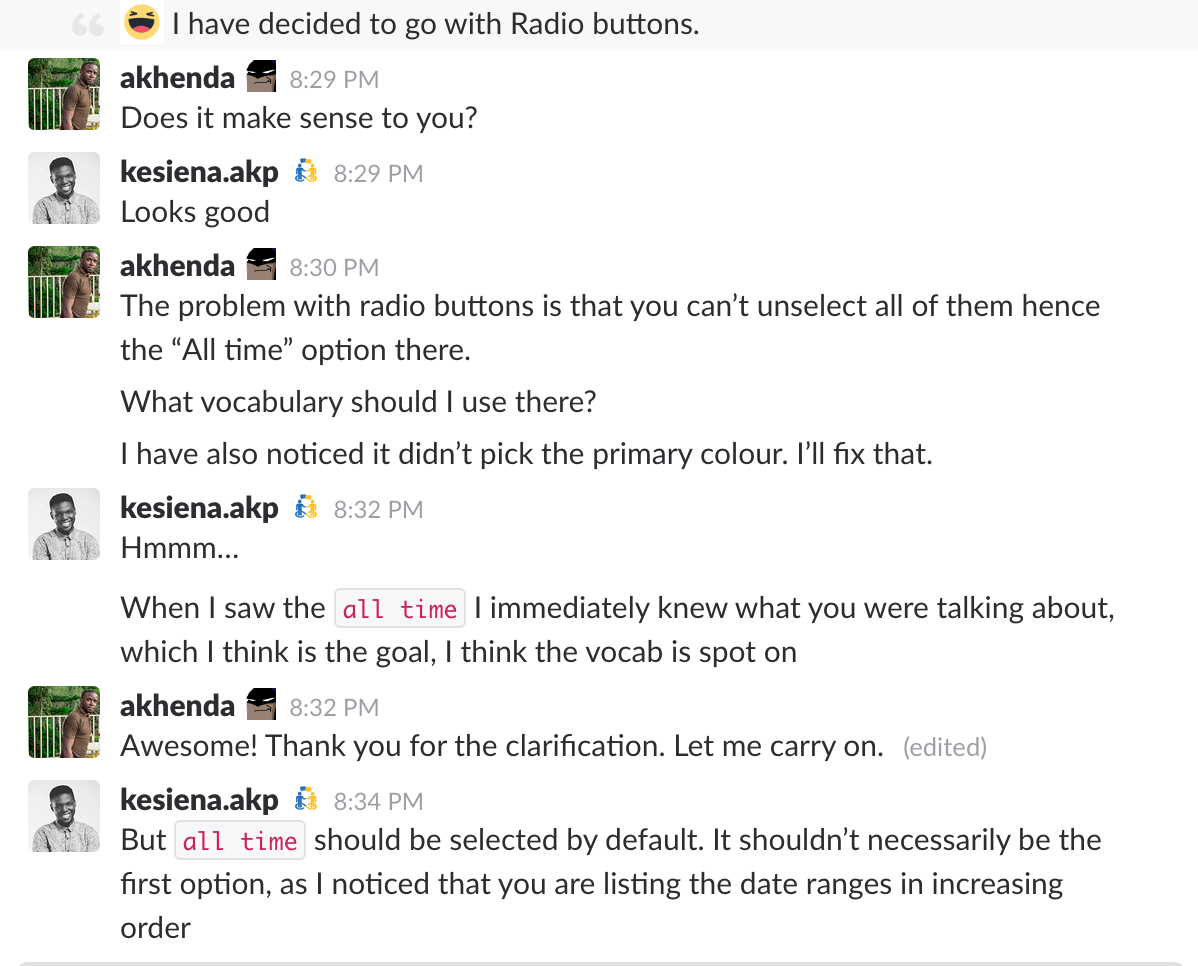 😆 I have decided to go with Radio buttons.
akhenda 8:29 PM
Does it make sense to you?
kesiena.akp 8:29 PM
Looks good
akhenda 8:30 PM
The problem with radio buttons is that you can’t unselect all of them hence
the “All time” option there.
What vocabulary should I use there?
I have also noticed it didn’t pick the primary colour. I’ll fix that.
kesiena.akp 8:32 PM
Hmmm...
When I saw the all time I immediately knew what you were talking about,
which I think is the goal, I think the vocab is spot on
akhenda 8:32 PM
Awesome! Thank you for the clarification. Let me carry on. (edited)
kesiena.akp 8:34 PM
But all time should be selected by default. It shouldn’t necessarily be the
first option, as I noticed that you are listing the date ranges in increasing
order